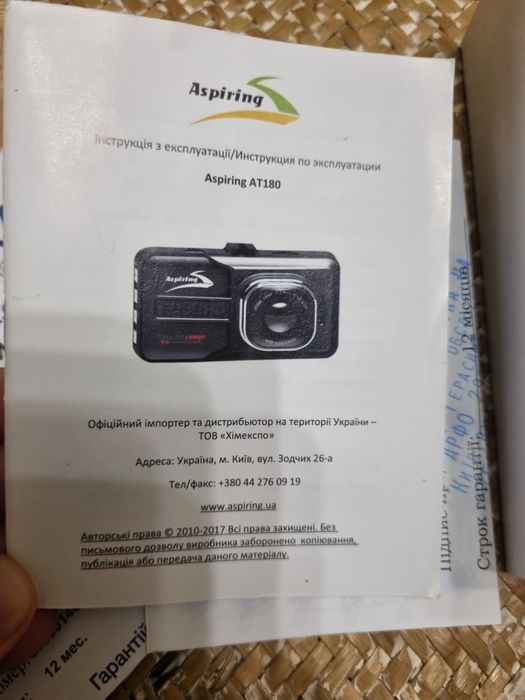 Aspiring
Інструкція з експлуатації/Инструкция по эксплуатации
Aspiring AT180
Aspiring
Офіційний імпортер та дистрибьютор на території України –
ТОВ «Хімекспо»
Адреса: Україна, м. Київ, вул. Зодчих 26-а
Тел/факс: +380 44 276 09 19
www.aspiring.ua
Авторські права © 2010-2017 Всі права захищені. Без
письмового дозволу виробника заборонено копіювання,
публікація або передача даного матеріалу.
Строк гарантії: 12 місяців
12 мес.
Гарантій